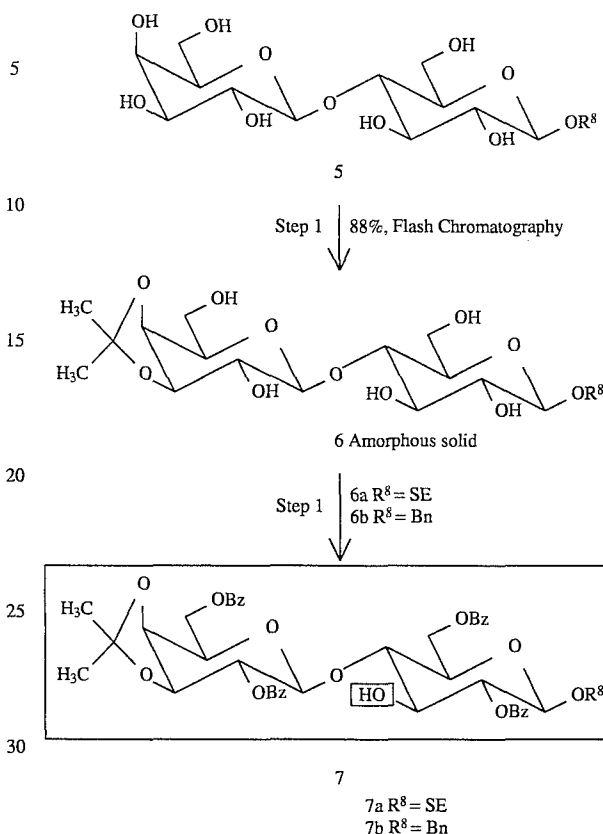 OH
OH
5
O
OH
O
HO
OH
O
HO
OH
OR⁸
5
10
Step 1
88%, Flash Chromatography
O
H₃C
OH
15
O
OH
H₃C
O
OH
O
O
HO
OH
OR⁸
6 Amorphous solid
20
Step 1
6a R⁸ = SE
6b R⁸ = Bn
25
O
H₃C
OBz
O
OBz
H₃C
O
O
OBz
O
HO
OBz
OR⁸
30
7
7a R⁸ = SE
7b R⁸ = Bn